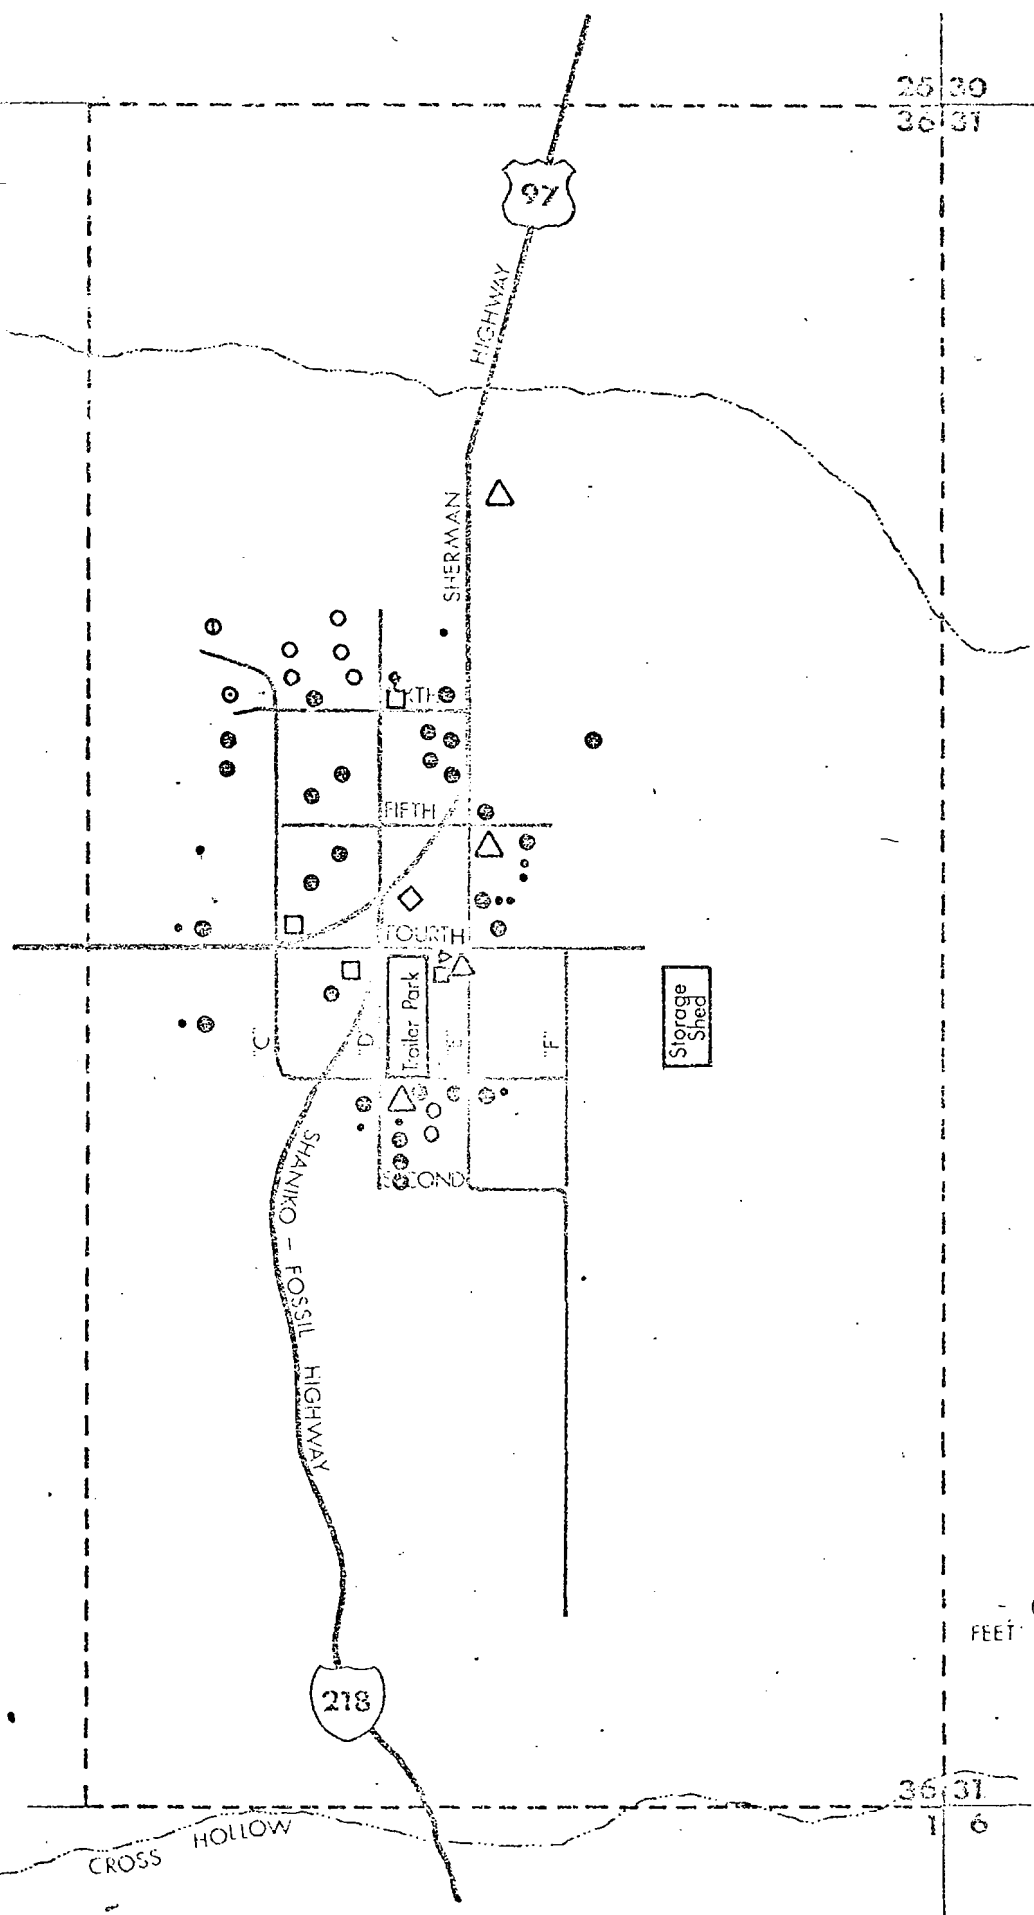 25 30
36 31
97
HIGHWAY
SHERMAN
FIFTH
FOURTH
Trailer Park
Storage
Shed
"C"
"D"
"E"
"F"
SECOND
SHANIKO – FOSSIL HIGHWAY
FEET
218
36 31
1 6
HOLLOW
CROSS